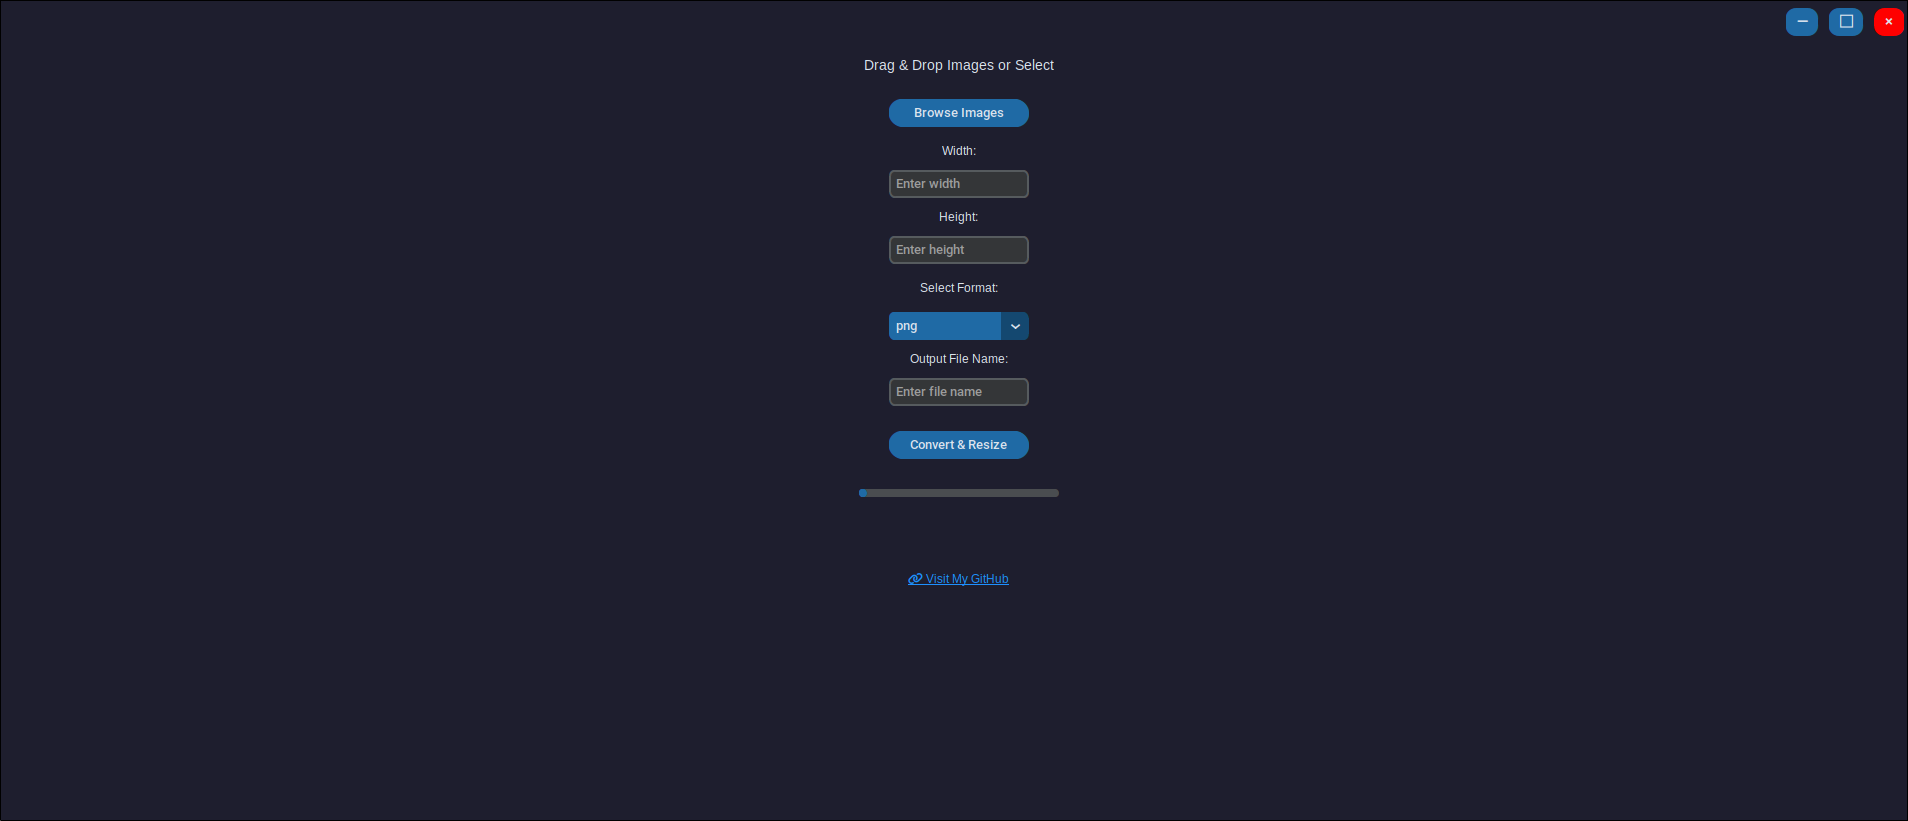 Drag & Drop Images or Select
Browse Images
Width:
Enter width
Height:
Enter height
Select Format:
png
Output File Name:
Enter file name
Convert & Resize
Visit My GitHub